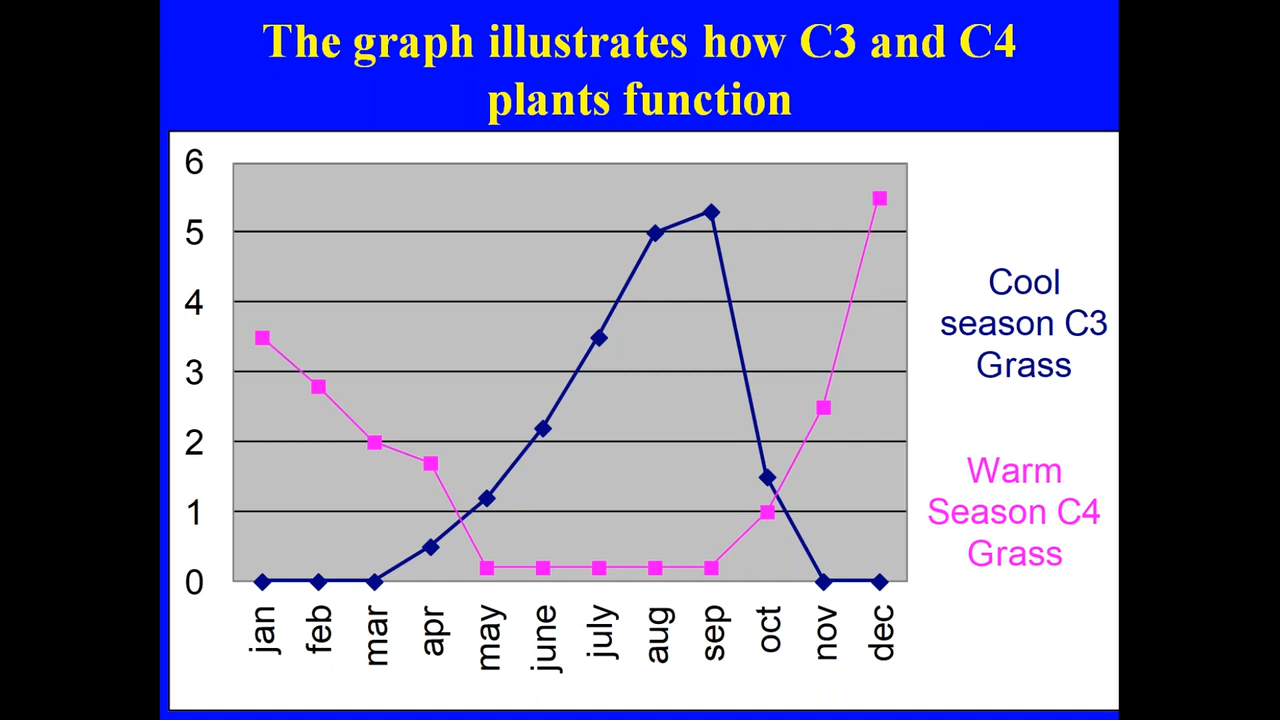 The graph illustrates how C3 and C4
plants function
6
5
4
3
2
1
0
jan
feb
mar
apr
may
june
july
aug
sep
oct
nov
dec
Cool
season C3
Grass
Warm
Season C4
Grass